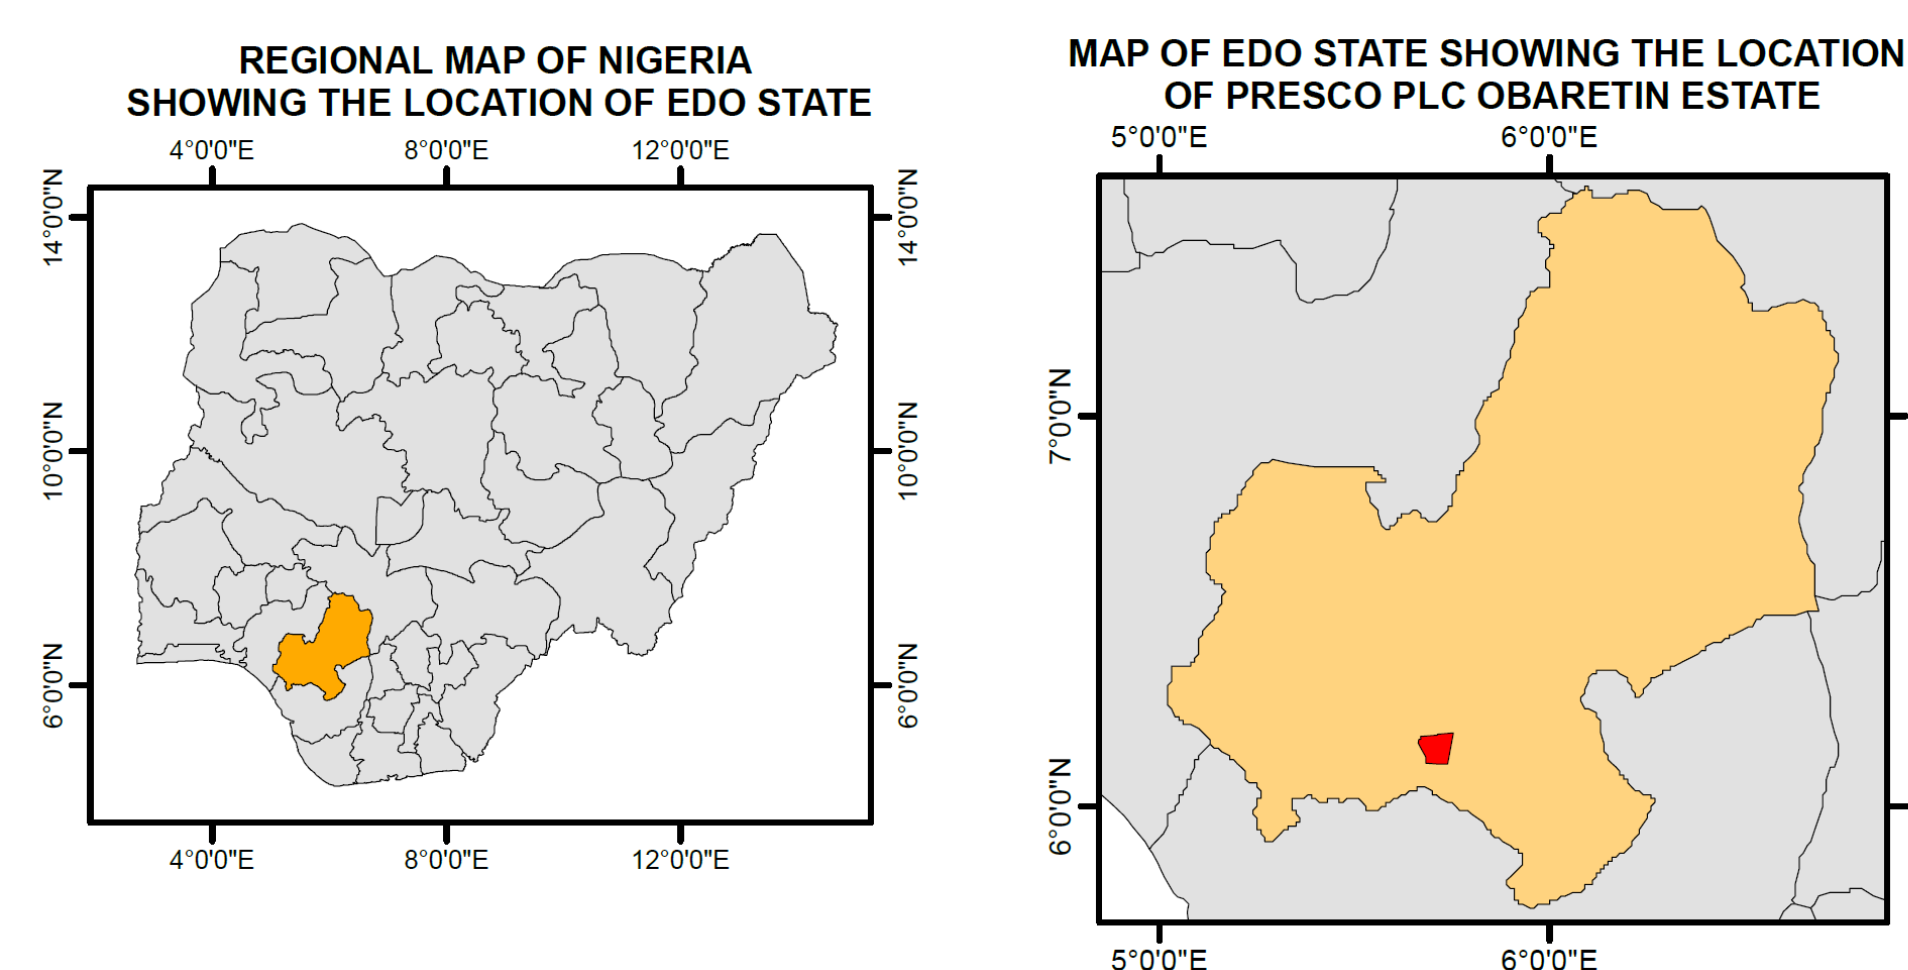 REGIONAL MAP OF NIGERIA
SHOWING THE LOCATION OF EDO STATE
4°0'0"E 8°0'0"E 12°0'0"E
14°0'0"N 14°0'0"N
10°0'0"N 10°0'0"N
6°0'0"N 6°0'0"N
4°0'0"E 8°0'0"E 12°0'0"E
MAP OF EDO STATE SHOWING THE LOCATION
OF PRESCO PLC OBARETIN ESTATE
5°0'0"E 6°0'0"E
7°0'0"N
6°0'0"N
5°0'0"E 6°0'0"E